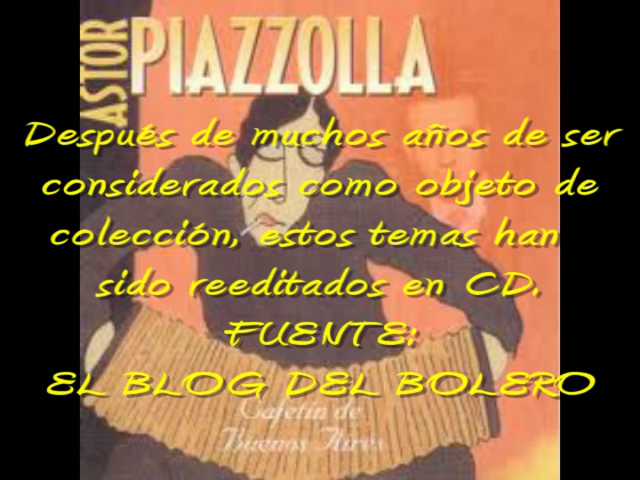 ASTOR
PIAZZOLLA
Después de muchos años de ser
considerados como objeto de
colección, estos temas han
sido reeditados en CD.
FUENTE:
EL BLOG DEL BOLERO
Cafetín de
Buenos Aires